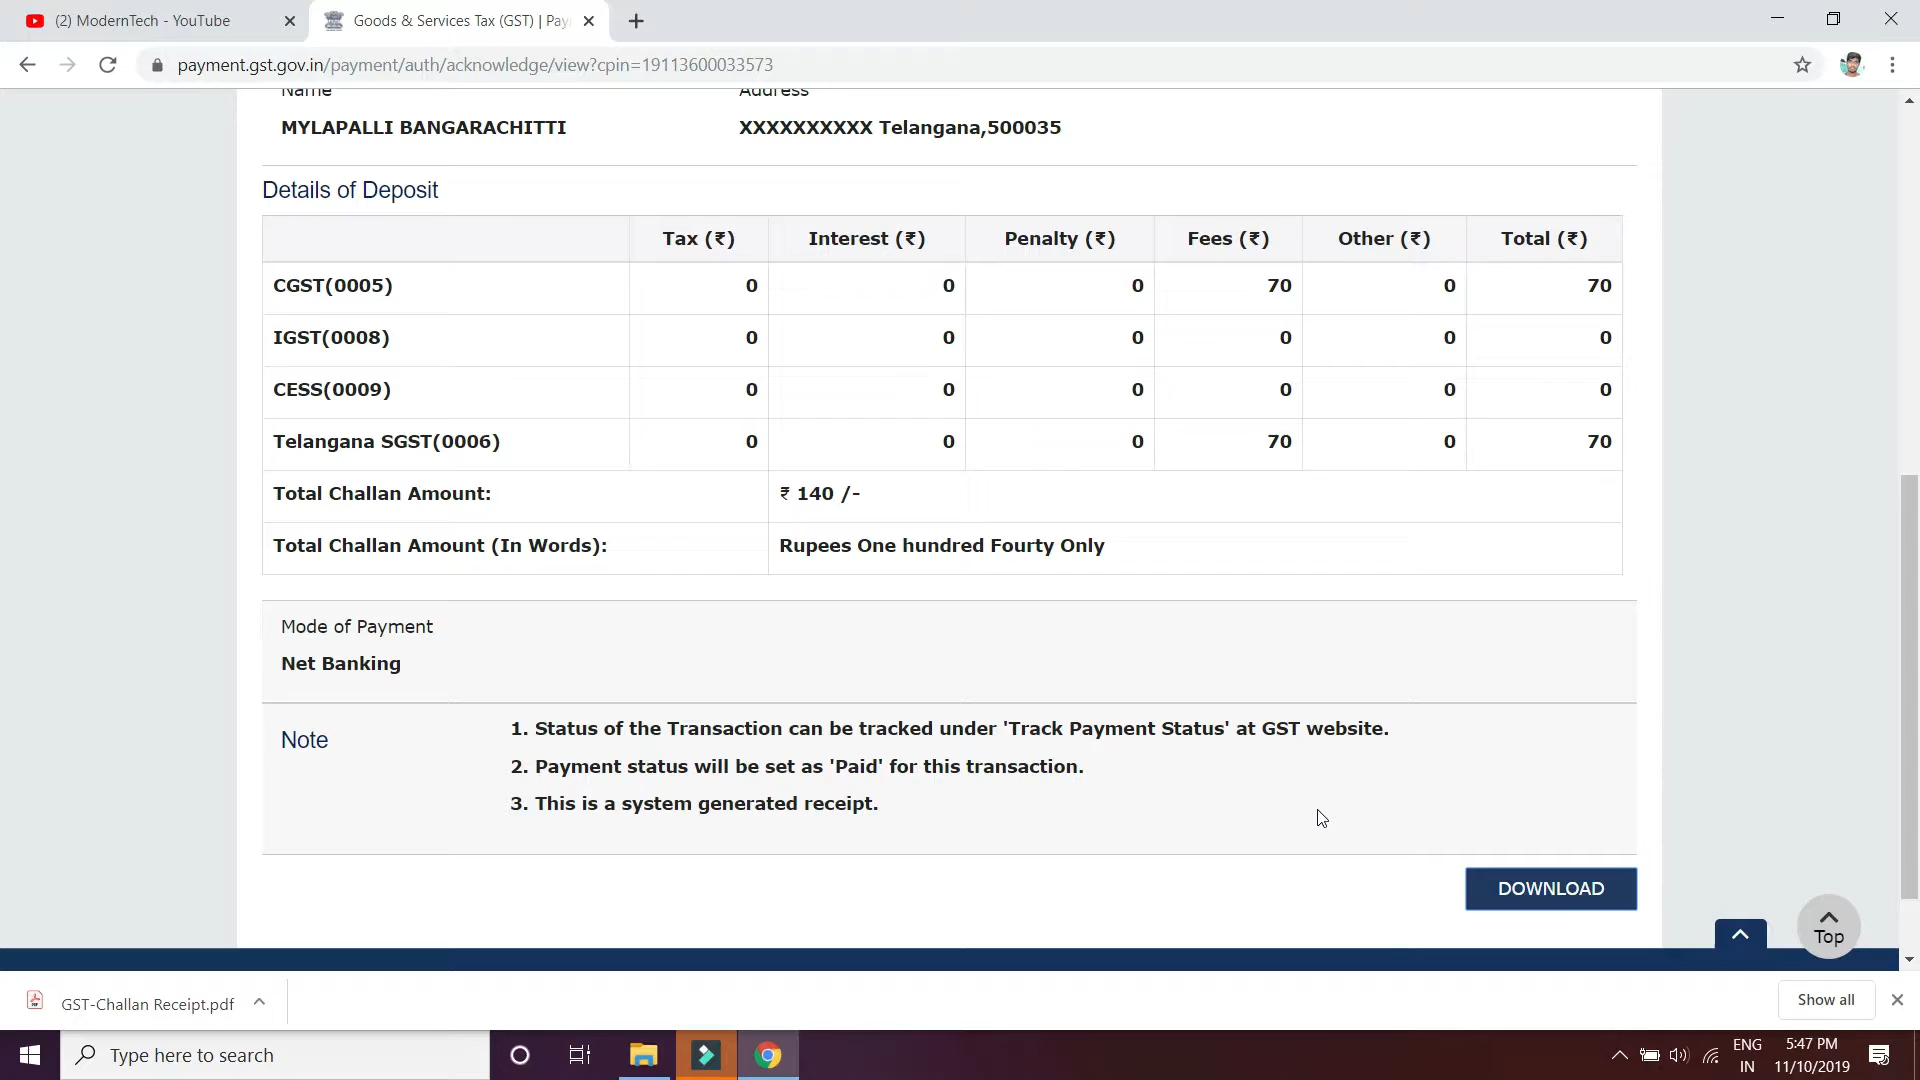 (2) ModernTech - YouTube
Goods & Services Tax (GST) | Pay
payment.gst.gov.in/payment/auth/acknowledge/view?cpin=19113600033573
Name Address
MYLAPALLI BANGARACHITTI XXXXXXXXXX Telangana,500035
Details of Deposit
Tax (₹) Interest (₹) Penalty (₹) Fees (₹) Other (₹) Total (₹)
CGST(0005) 0 0 0 70 0 70
IGST(0008) 0 0 0 0 0 0
CESS(0009) 0 0 0 0 0 0
Telangana SGST(0006) 0 0 0 70 0 70
Total Challan Amount: ₹ 140 /-
Total Challan Amount (In Words): Rupees One hundred Fourty Only
Mode of Payment
Net Banking
Note
1. Status of the Transaction can be tracked under 'Track Payment Status' at GST website.
2. Payment status will be set as 'Paid' for this transaction.
3. This is a system generated receipt.
DOWNLOAD
Top
GST-Challan Receipt.pdf
Show all
Type here to search
ENG
IN
5:47 PM
11/10/2019